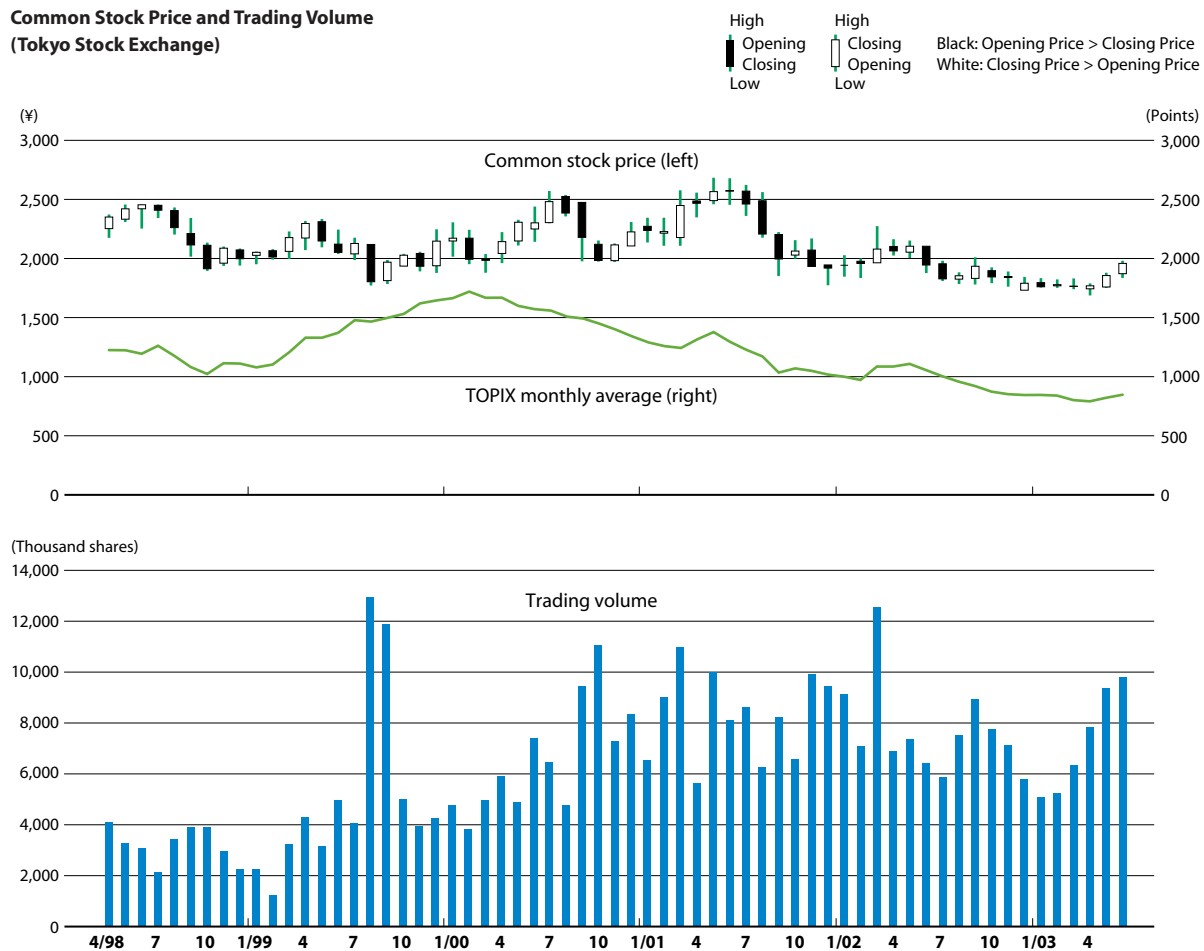 Common Stock Price and Trading Volume
(Tokyo Stock Exchange)
High
Opening
Closing
Low
High
Closing
Opening
Low
Black: Opening Price > Closing Price
White: Closing Price > Opening Price
(¥)
(Points)
3,000
2,500
2,000
1,500
1,000
500
0
Common stock price (left)
TOPIX monthly average (right)
3,000
2,500
2,000
1,500
1,000
500
0
(Thousand shares)
14,000
12,000
10,000
8,000
6,000
4,000
2,000
0
Trading volume
4/98 7 10 1/99 4 7 10 1/00 4 7 10 1/01 4 7 10 1/02 4 7 10 1/03 4